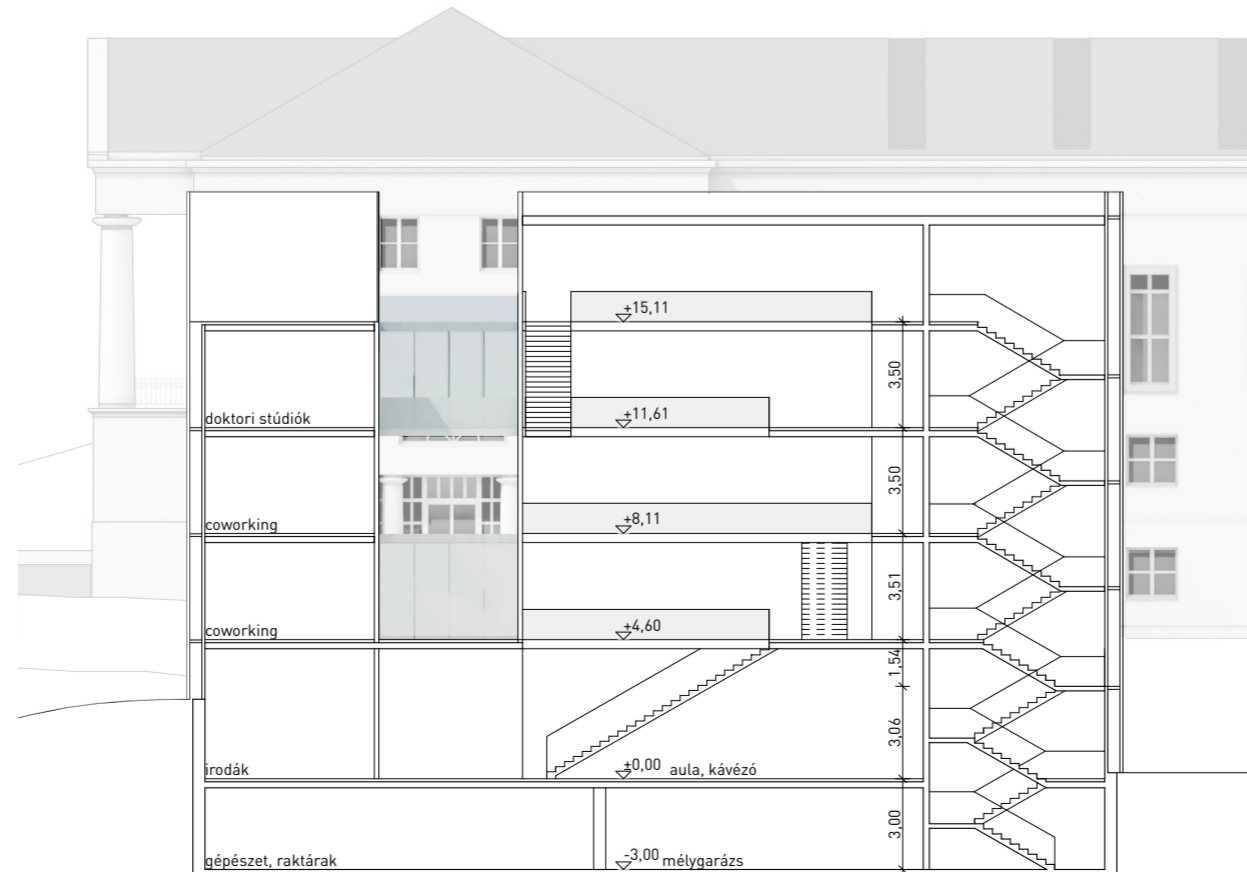 +15,11
3,50
doktori stúdiók
+11,61
3,50
coworking
+8,11
3,51
coworking
+4,60
1,54
3,06
irodák
±0,00 aula, kávézó
3,00
gépészet, raktárak
-3,00 mélygarázs